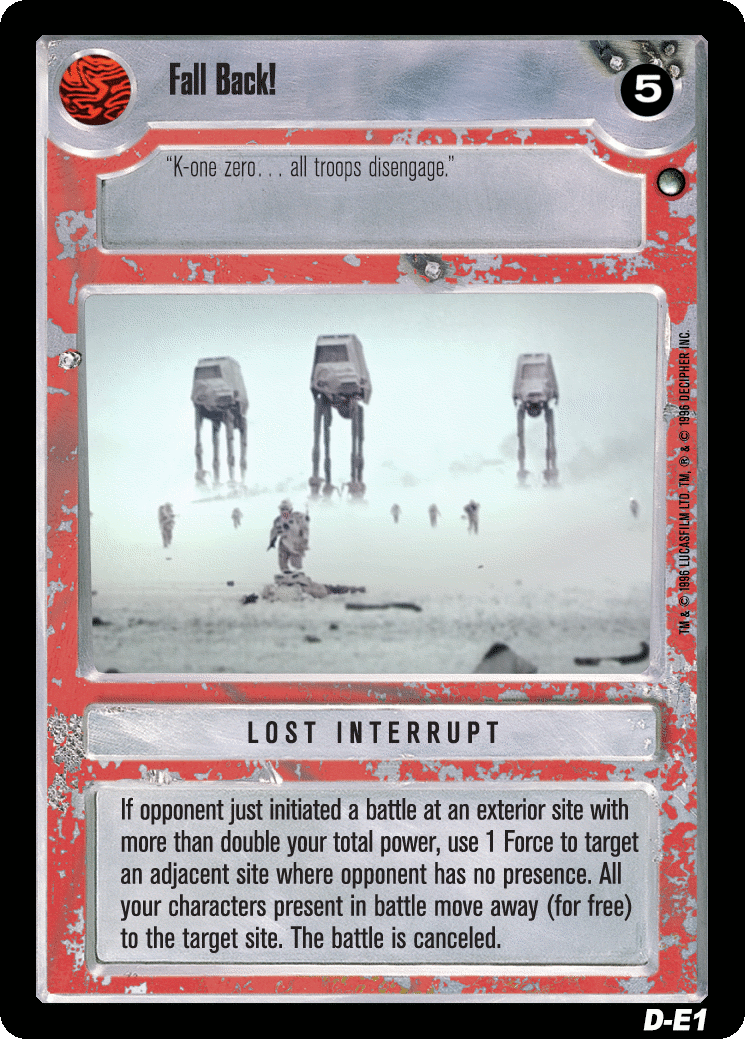 Fall Back!
5
“K-one zero. . . all troops disengage.”
TM & © 1996 LUCASFILM LTD. TM, ® & © 1996 DECIPHER INC.
LOST INTERRUPT
If opponent just initiated a battle at an exterior site with
more than double your total power, use 1 Force to target
an adjacent site where opponent has no presence. All
your characters present in battle move away (for free)
to the target site. The battle is canceled.
D-E1